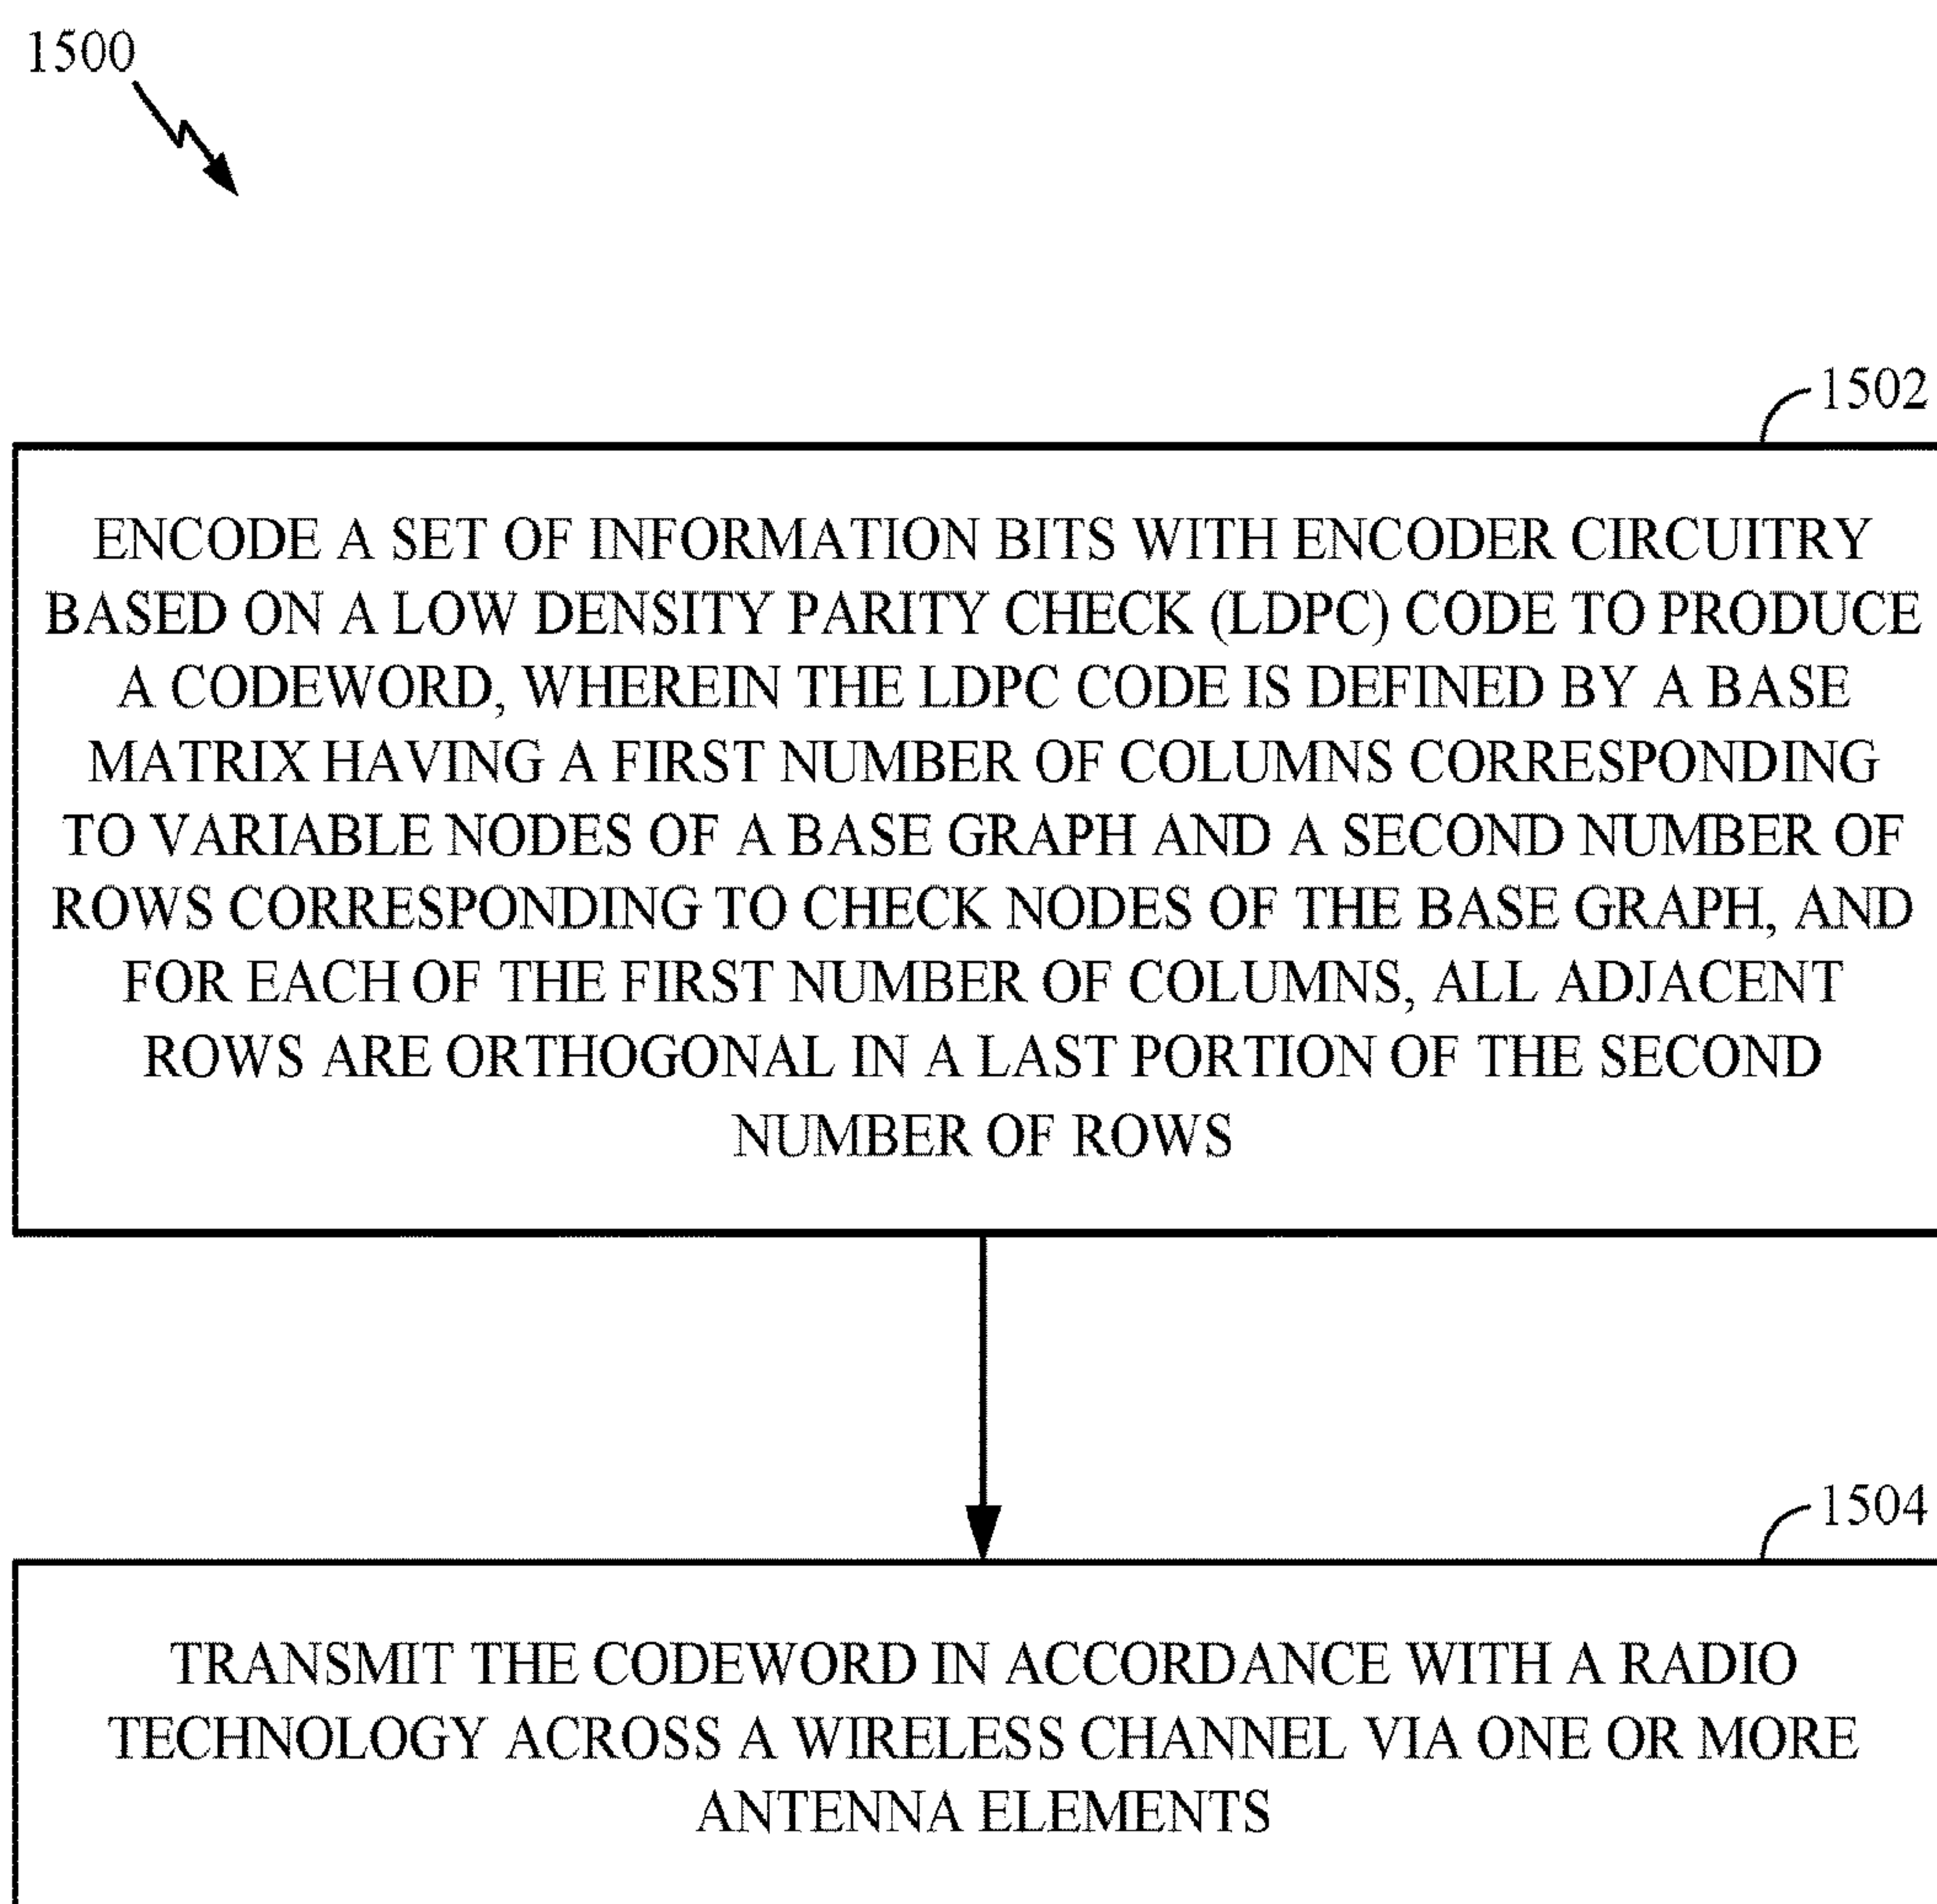 1500
1502
ENCODE A SET OF INFORMATION BITS WITH ENCODER CIRCUITRY
BASED ON A LOW DENSITY PARITY CHECK (LDPC) CODE TO PRODUCE
A CODEWORD, WHEREIN THE LDPC CODE IS DEFINED BY A BASE
MATRIX HAVING A FIRST NUMBER OF COLUMNS CORRESPONDING
TO VARIABLE NODES OF A BASE GRAPH AND A SECOND NUMBER OF
ROWS CORRESPONDING TO CHECK NODES OF THE BASE GRAPH, AND
FOR EACH OF THE FIRST NUMBER OF COLUMNS, ALL ADJACENT
ROWS ARE ORTHOGONAL IN A LAST PORTION OF THE SECOND
NUMBER OF ROWS
1504
TRANSMIT THE CODEWORD IN ACCORDANCE WITH A RADIO
TECHNOLOGY ACROSS A WIRELESS CHANNEL VIA ONE OR MORE
ANTENNA ELEMENTS